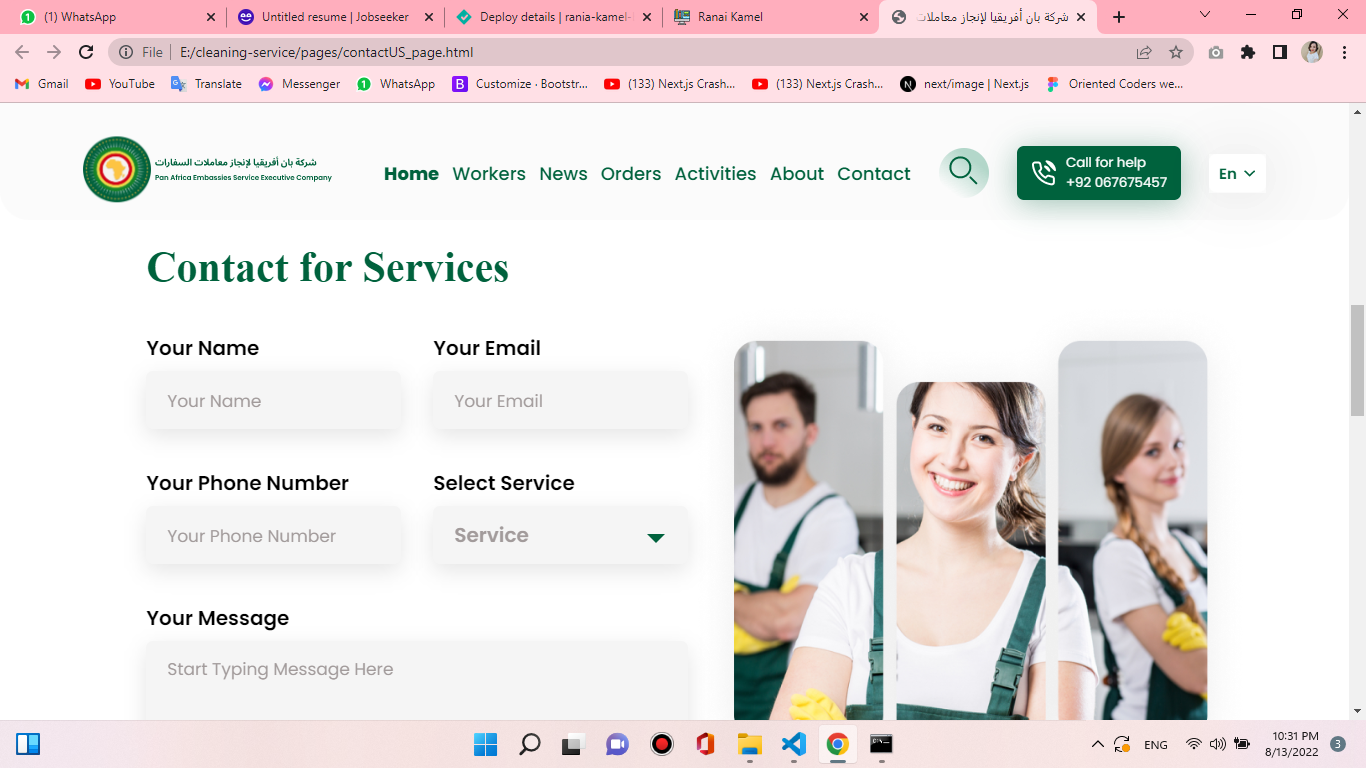 (1) WhatsApp
Untitled resume | Jobseeker
Deploy details | rania-kamel-
Ranai Kamel
شركة بان أفريقيا لإنجاز معاملات
File
E:/cleaning-service/pages/contactUS_page.html
Gmail
YouTube
Translate
Messenger
WhatsApp
Customize · Bootstr...
(133) Next.js Crash...
(133) Next.js Crash...
next/image | Next.js
Oriented Coders we...
شركة بان أفريقيا لإنجاز معاملات السفارات
Pan Africa Embassies Service Executive Company
Home Workers News Orders Activities About Contact
Call for help
+92 067675457
En
Contact for Services
Your Name
Your Email
Your Name
Your Email
Your Phone Number
Select Service
Your Phone Number
Service
Your Message
Start Typing Message Here
ENG
10:31 PM
8/13/2022
3